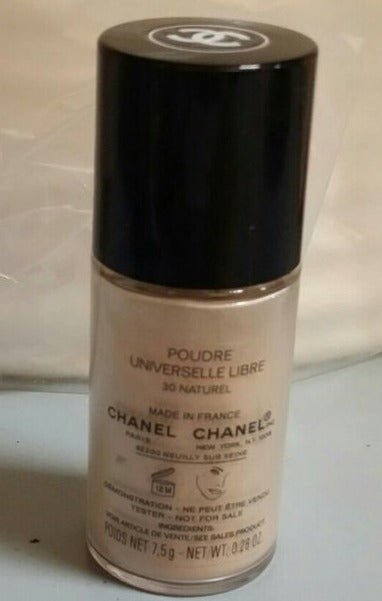 POUDRE
UNIVERSELLE LIBRE
30 NATUREL
MADE IN FRANCE
CHANEL CHANEL®
PARIS NEW YORK, N.Y.
92200 NEUILLY SUR SEINE
12 M
DEMONSTRATION - NE PEUT ÊTRE VENDU
TESTER - NOT FOR SALE
INGREDIENTS:
VOIR ARTICLE DE VENTE/SEE SALES PRODUCT.
POIDS NET 7,5g - NET WT. 0.26 OZ.